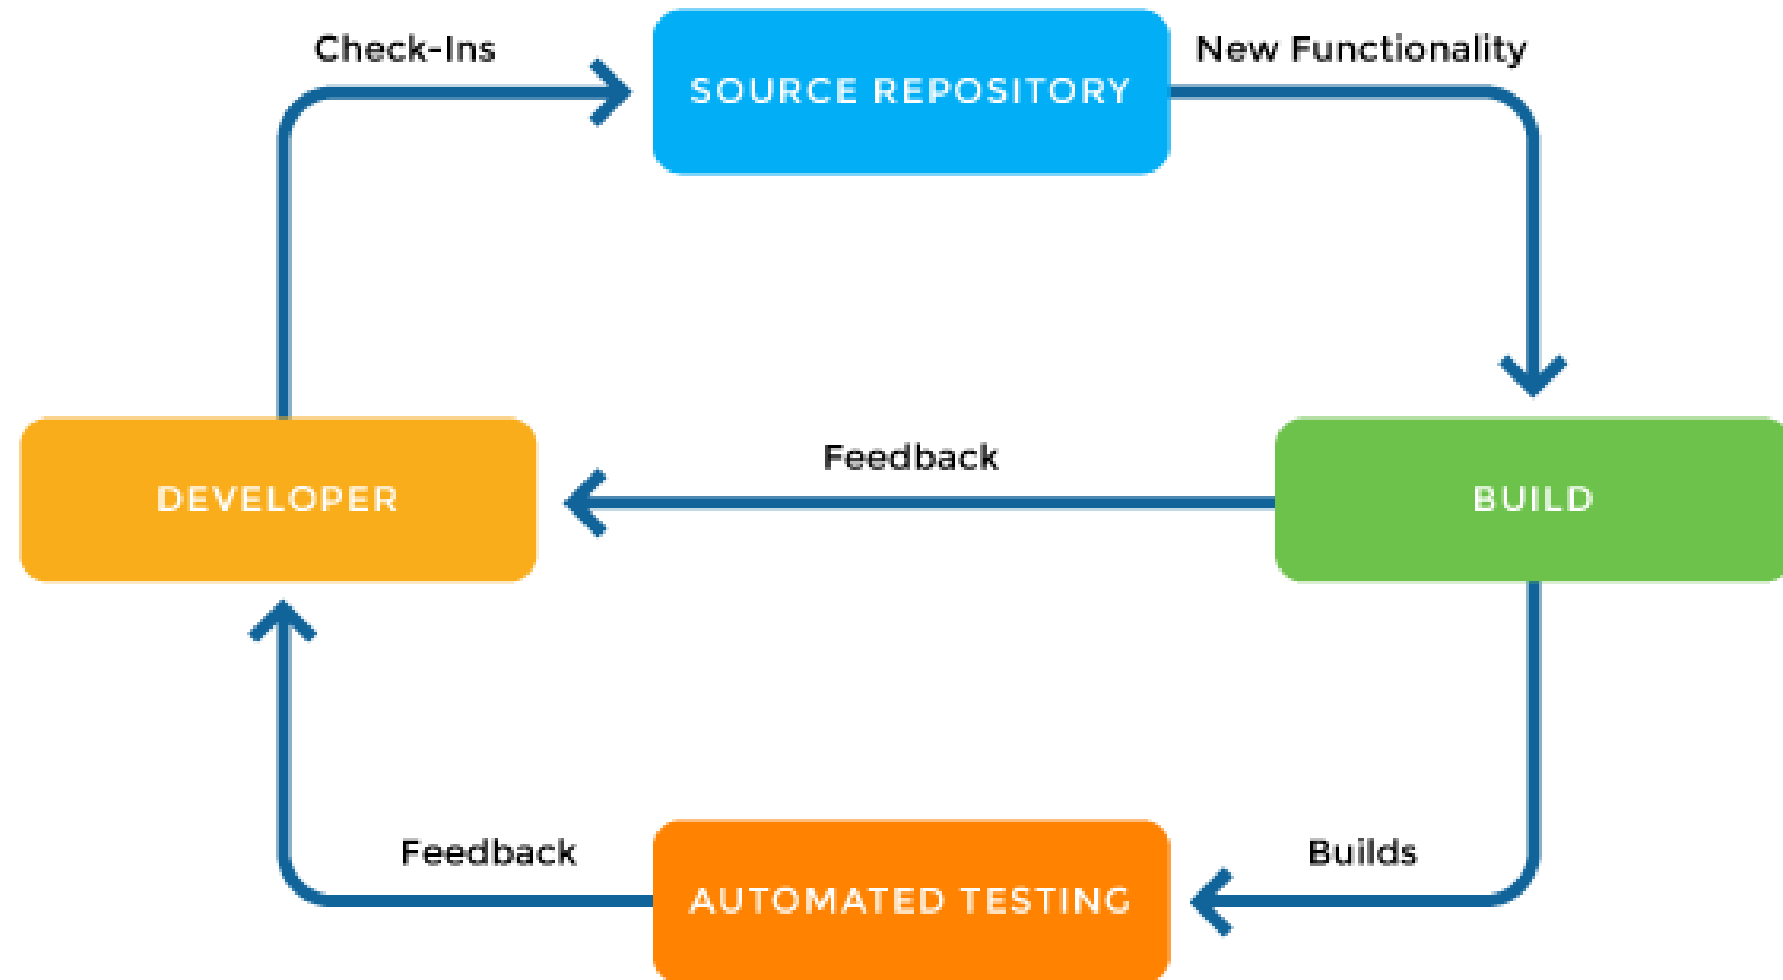 Check-Ins
SOURCE REPOSITORY
New Functionality
DEVELOPER
Feedback
BUILD
Feedback
AUTOMATED TESTING
Builds